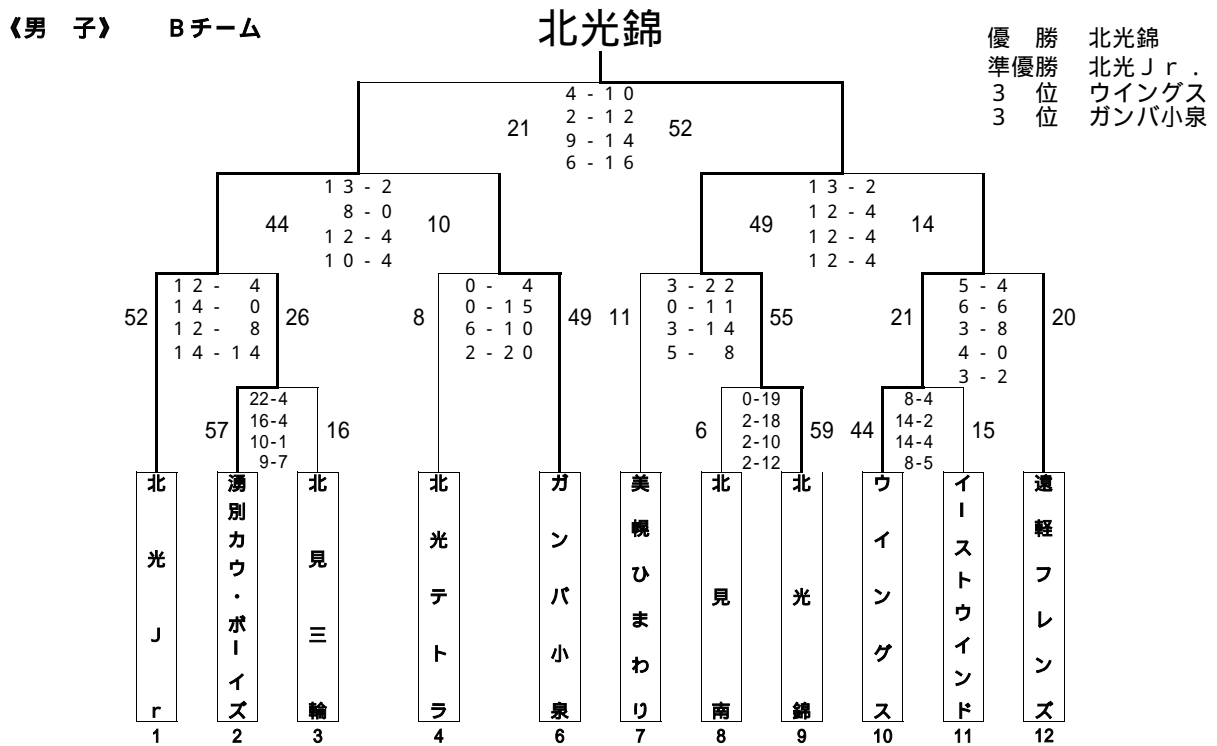 《男　子》　　Ｂチーム
北光錦
優　勝　北光錦
準優勝　北光Ｊｒ．
３　位　ウイングス
３　位　ガンバ小泉
21
4 - 1 0
2 - 1 2
9 - 1 4
6 - 1 6
52
44
1 3 - 2
8 - 0
1 2 - 4
1 0 - 4
10
49
1 3 - 2
1 2 - 4
1 2 - 4
1 2 - 4
14
52
1 2 - 4
1 4 - 0
1 2 - 8
1 4 - 1 4
26
8
0 - 4
0 - 1 5
6 - 1 0
2 - 2 0
49
11
3 - 2 2
0 - 1 1
3 - 1 4
5 - 8
55
21
5 - 4
6 - 6
3 - 8
4 - 0
3 - 2
20
57
22-4
16-4
10-1
9-7
16
6
0-19
2-18
2-10
2-12
59
44
8-4
14-2
14-4
8-5
15
北光Ｊｒ
湧別カウ・ボーイズ
北見三輪
北光テトラ
ガンバ小泉
美幌ひまわり
北見南
北光錦
ウイングス
イーストウインド
遠軽フレンズ
1 2 3 4 6 7 8 9 10 11 12